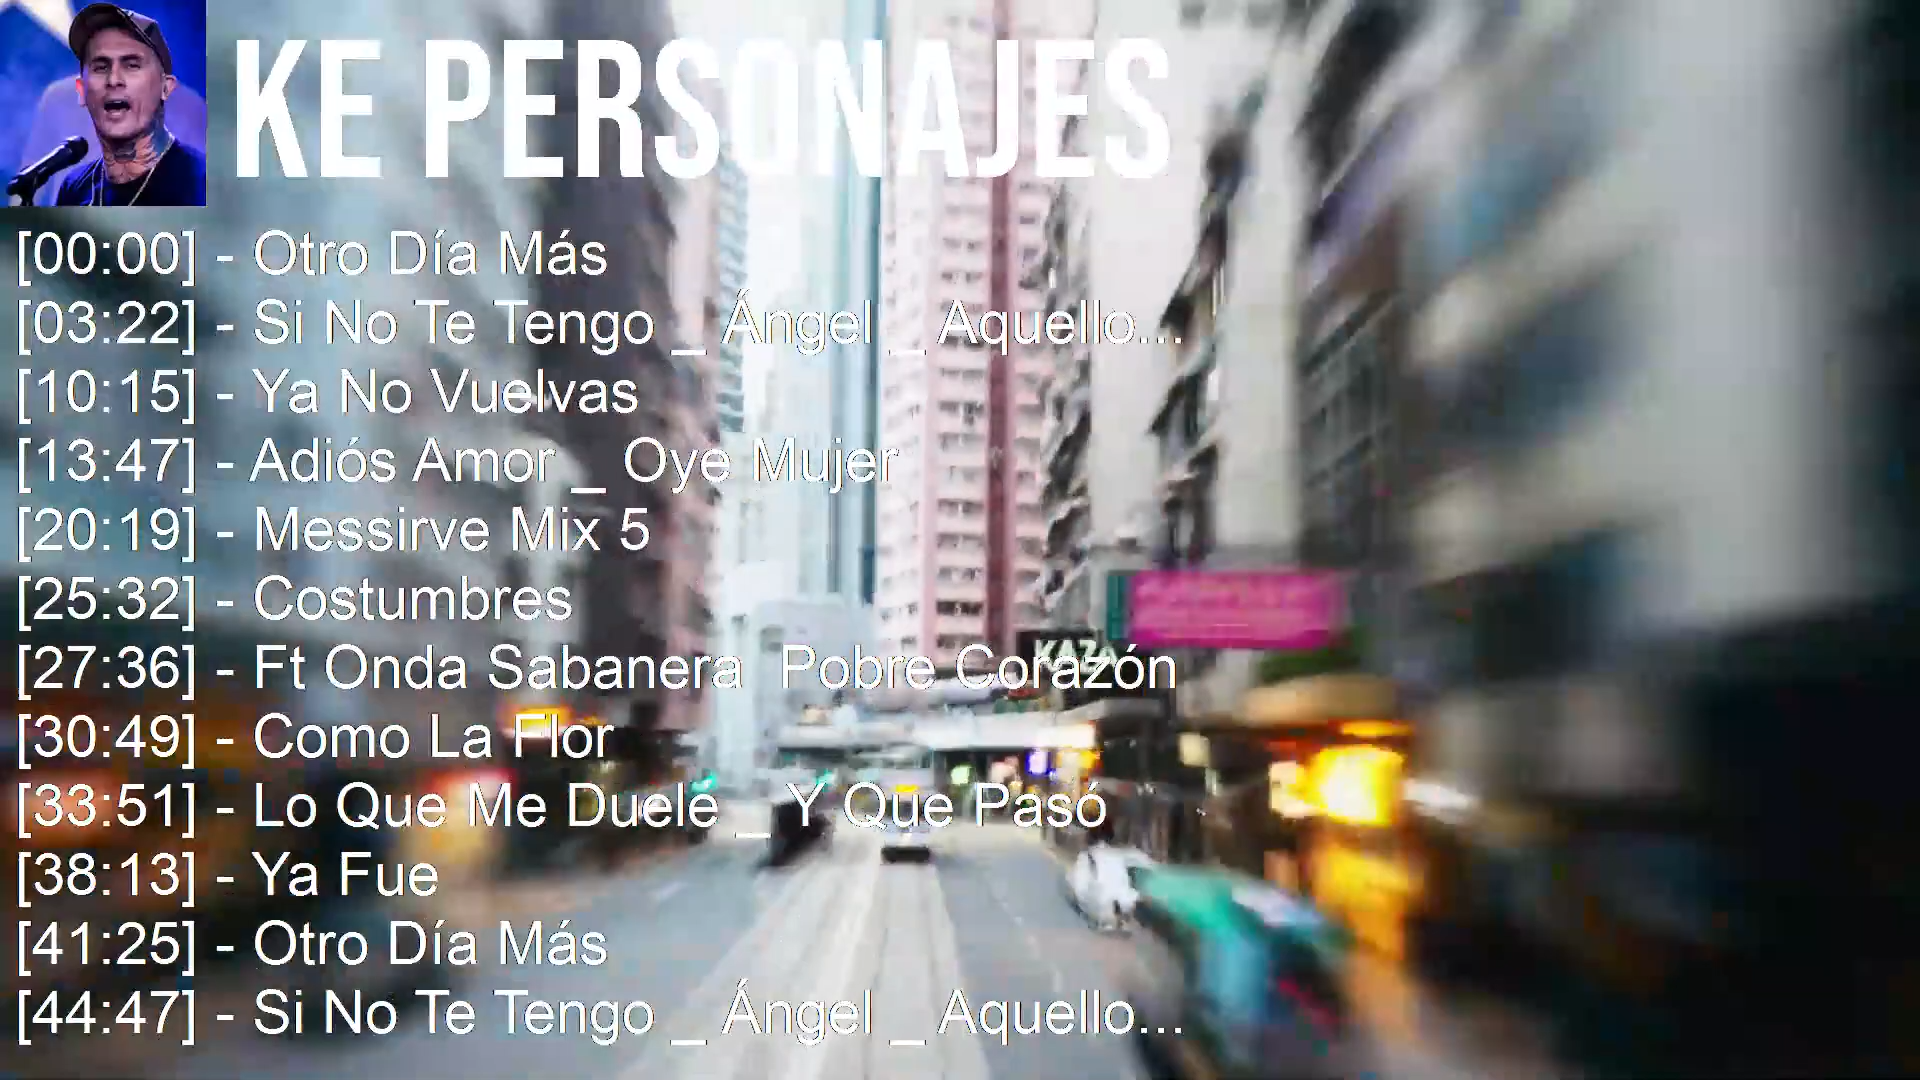 KE PERSONAJES
[00:00] - Otro Día Más
[03:22] - Si No Te Tengo _ Ángel _ Aquello...
[10:15] - Ya No Vuelvas
[13:47] - Adiós Amor _ Oye Mujer
[20:19] - Messirve Mix 5
[25:32] - Costumbres
[27:36] - Ft Onda Sabanera  Pobre Corazón
[30:49] - Como La Flor
[33:51] - Lo Que Me Duele _ Y Que Pasó
[38:13] - Ya Fue
[41:25] - Otro Día Más
[44:47] - Si No Te Tengo _ Ángel _ Aquello...